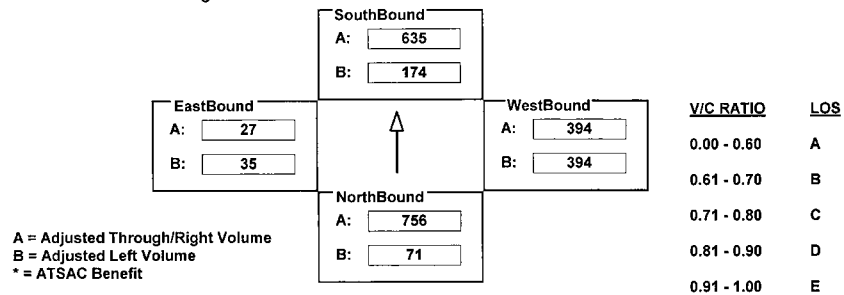 SouthBound
A: 635
B: 174
EastBound
A: 27
B: 35
WestBound
A: 394
B: 394
NorthBound
A: 756
B: 71
A = Adjusted Through/Right Volume
B = Adjusted Left Volume
* = ATSAC Benefit
V/C RATIO LOS
0.00 - 0.60 A
0.61 - 0.70 B
0.71 - 0.80 C
0.81 - 0.90 D
0.91 - 1.00 E